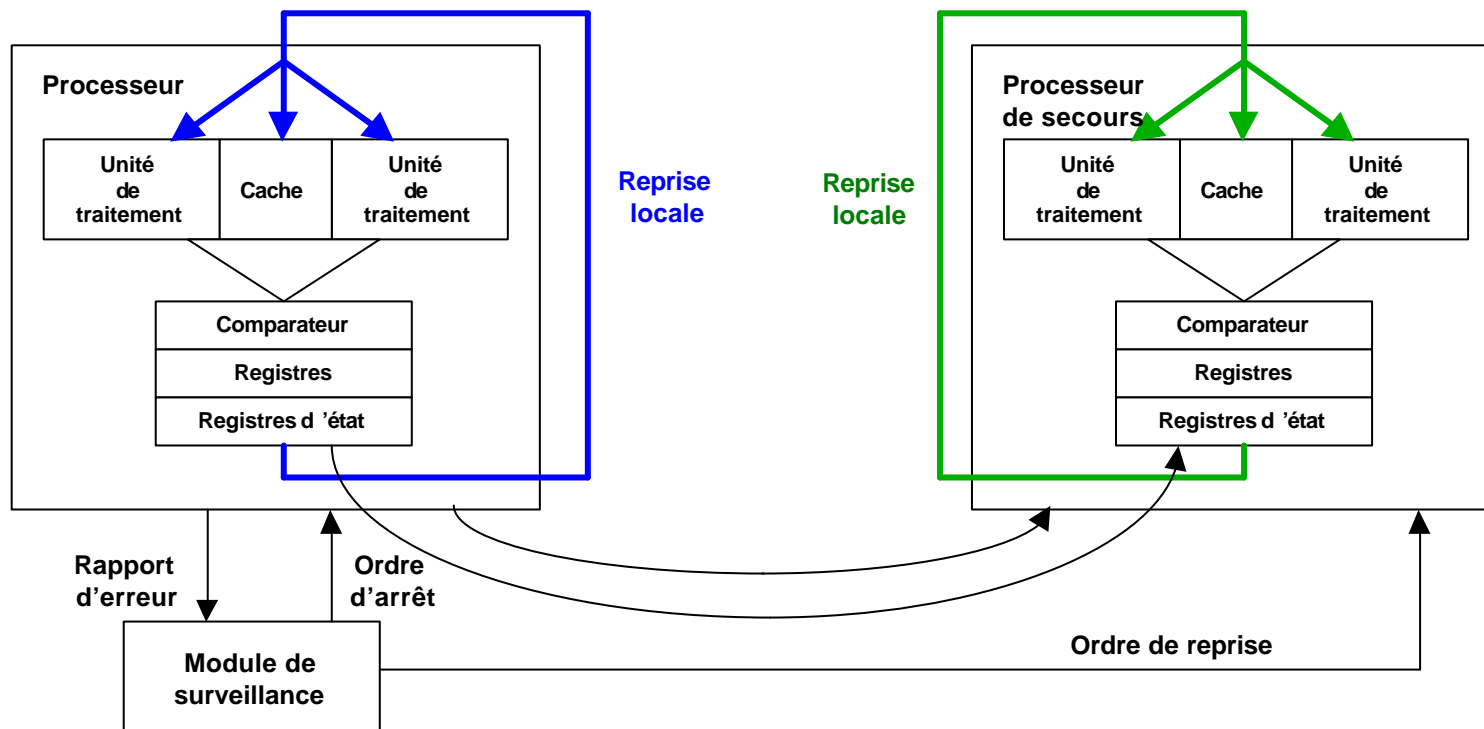 Processeur
Unité
de
traitement
Cache
Unité
de
traitement
Comparateur
Registres
Registres d ’état
Reprise
locale
Reprise
locale
Processeur
de secours
Unité
de
traitement
Cache
Unité
de
traitement
Comparateur
Registres
Registres d ’état
Rapport
d’erreur
Ordre
d’arrêt
Module de
surveillance
Ordre de reprise